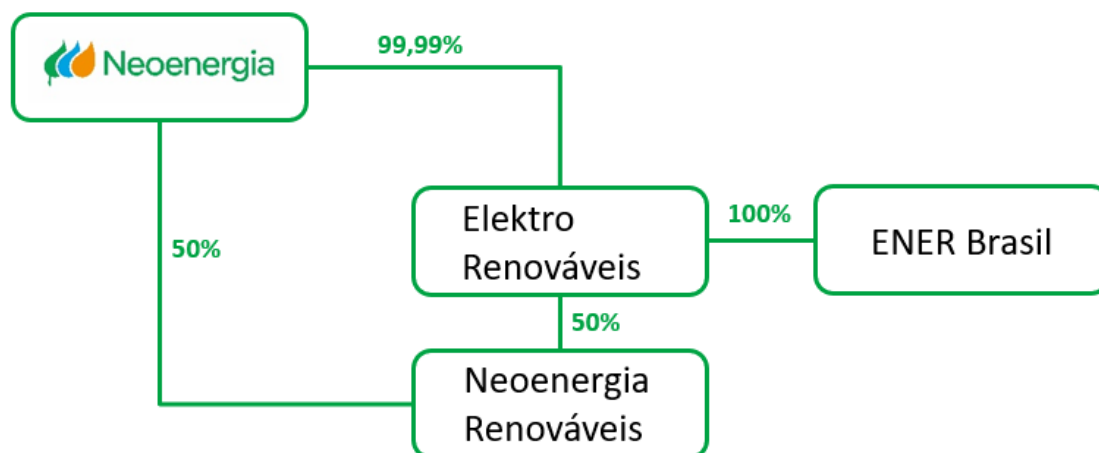 Neoenergia
99,99%
Elektro
Renováveis
100%
ENER Brasil
50%
50%
Neoenergia
Renováveis